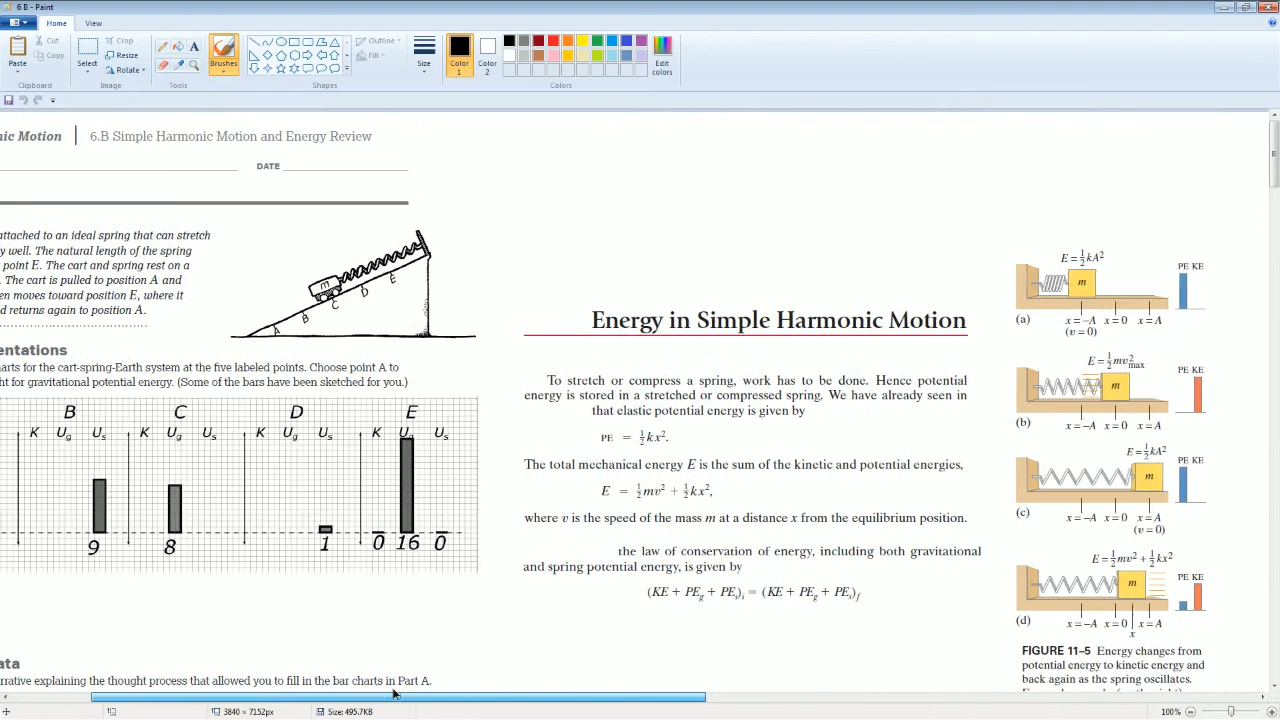 6 B - Paint
Home
View
Paste
Cut
Copy
Clipboard
Select
Crop
Resize
Rotate
Image
A
Tools
Brushes
Outline
Fill
Shapes
Size
Color
1
Color
2
Edit
colors
Colors
nic Motion | 6.B Simple Harmonic Motion and Energy Review
DATE
attached to an ideal spring that can stretch
y well. The natural length of the spring
point E. The cart and spring rest on a
. The cart is pulled to position A and
en moves toward position E, where it
d returns again to position A.
m
A B C D E
entations
harts for the cart-spring-Earth system at the five labeled points. Choose point A to
ht for gravitational potential energy. (Some of the bars have been sketched for you.)
B C D E
K Ug Us K Ug Us K Ug Us K Ug Us
9 8 1 0 16 0
ata
rrative explaining the thought process that allowed you to fill in the bar charts in Part A.
Energy in Simple Harmonic Motion
To stretch or compress a spring, work has to be done. Hence potential
energy is stored in a stretched or compressed spring. We have already seen in
that elastic potential energy is given by
PE = ½kx².
The total mechanical energy E is the sum of the kinetic and potential energies,
E = ½mv² + ½kx²,
where v is the speed of the mass m at a distance x from the equilibrium position.
the law of conservation of energy, including both gravitational
and spring potential energy, is given by
(KE + PEg + PEs)i = (KE + PEg + PEs)f
E = ½kA²
PE KE
m
(a)
x = −A x = 0 x = A
(v = 0)
E = ½mv²max
PE KE
m
(b)
x = −A x = 0 x = A
E = ½kA²
PE KE
m
(c)
x = −A x = 0 x = A
(v = 0)
E = ½mv² + ½kx²
PE KE
m
(d)
x = −A x = 0 x = A
x
FIGURE 11–5 Energy changes from
potential energy to kinetic energy and
back again as the spring oscillates.
3840 × 7152px
Size: 495.7KB
100%